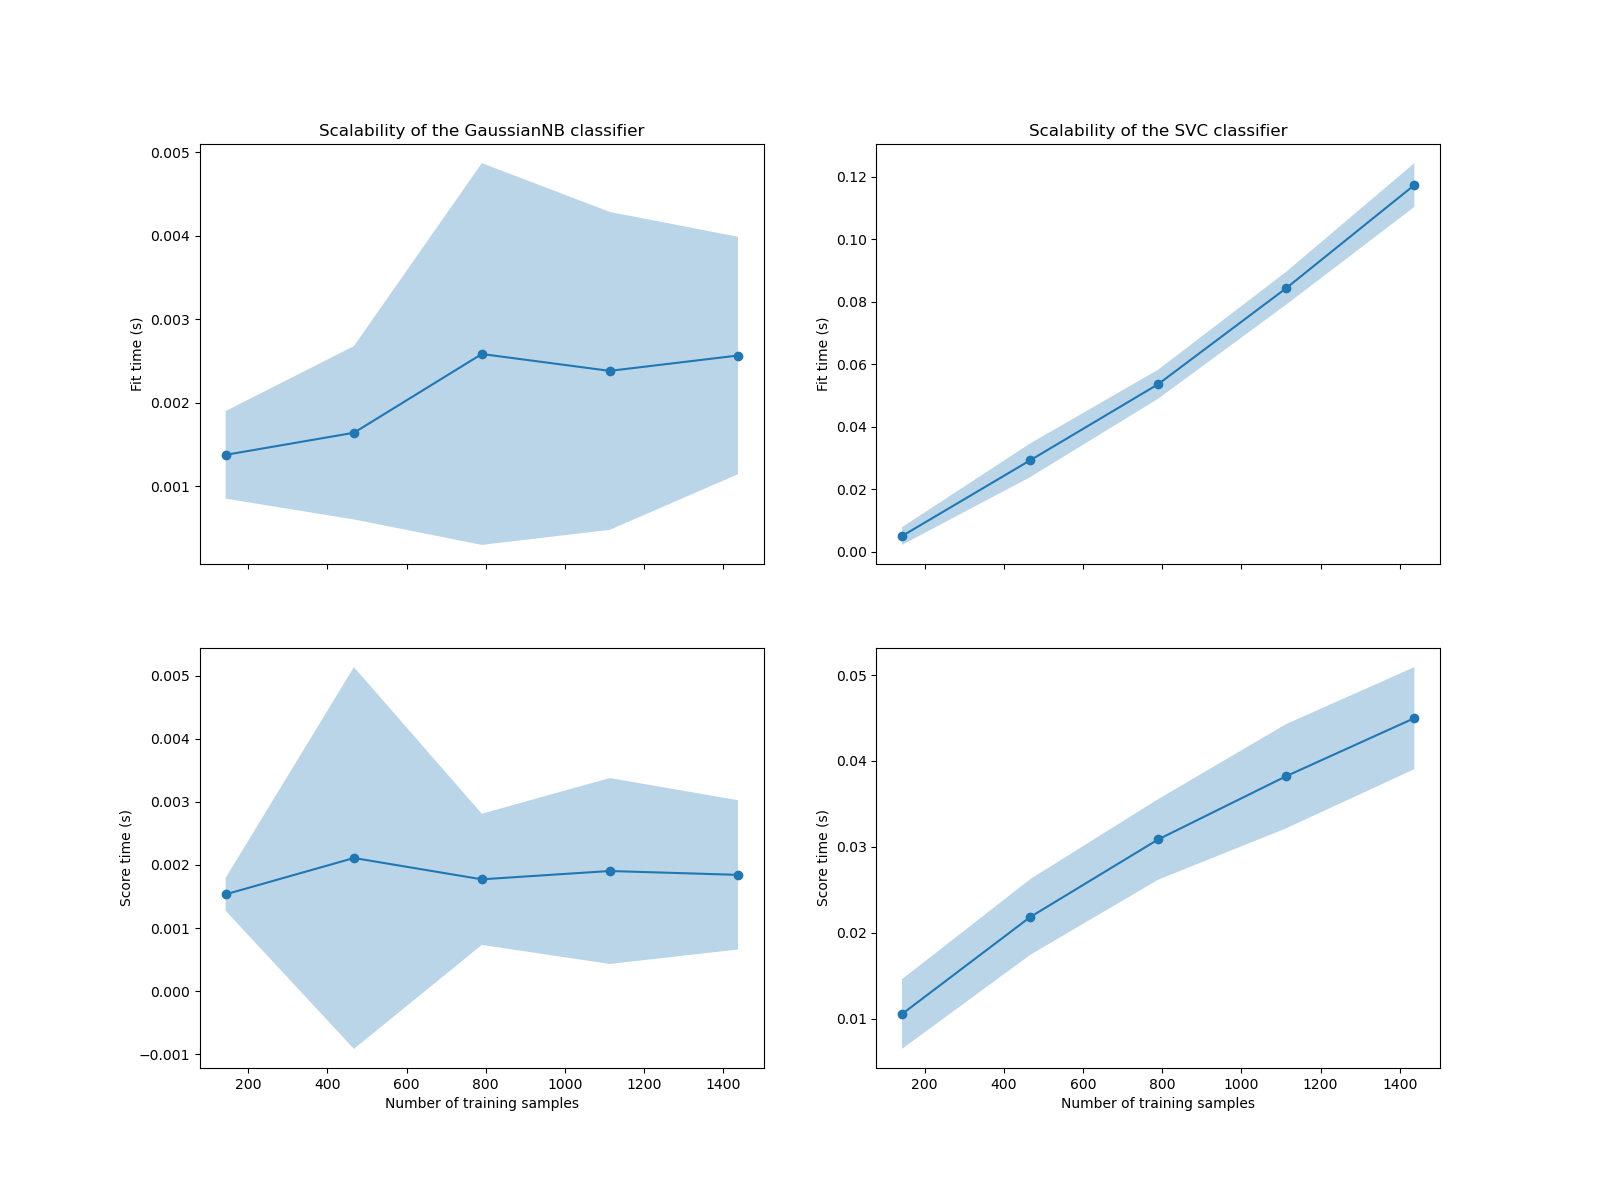 Scalability of the GaussianNB classifier
0.005
0.004
0.003
0.002
0.001
Fit time (s)
Scalability of the SVC classifier
0.12
0.10
0.08
0.06
0.04
0.02
0.00
Fit time (s)
0.005
0.004
0.003
0.002
0.001
0.000
−0.001
Score time (s)
200 400 600 800 1000 1200 1400
Number of training samples
0.05
0.04
0.03
0.02
0.01
Score time (s)
200 400 600 800 1000 1200 1400
Number of training samples